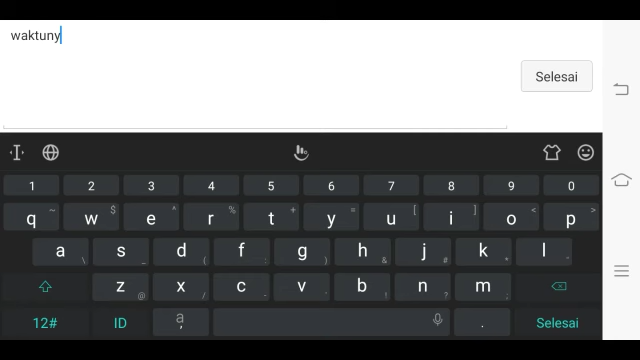 waktuny
Selesai
1 2 3 4 5 6 7 8 9 0
q ~ w $ e ^ r % t + y = u [ i ] o < p >
a \ s _ d ( f : g ) h & j # k * l "
z @ x / c - v ' b ! n ? m ;
12# ID a , . Selesai